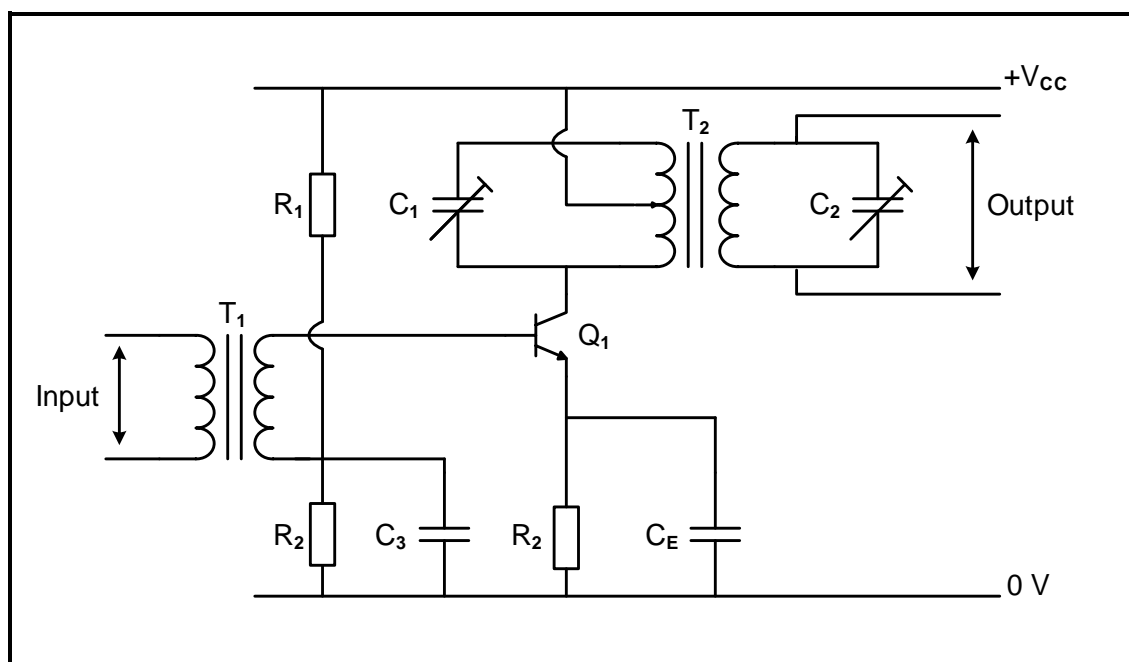 +VCC
T2
R1
C1
C2
Output
T1
Q1
Input
R2
C3
R2
CE
0 V